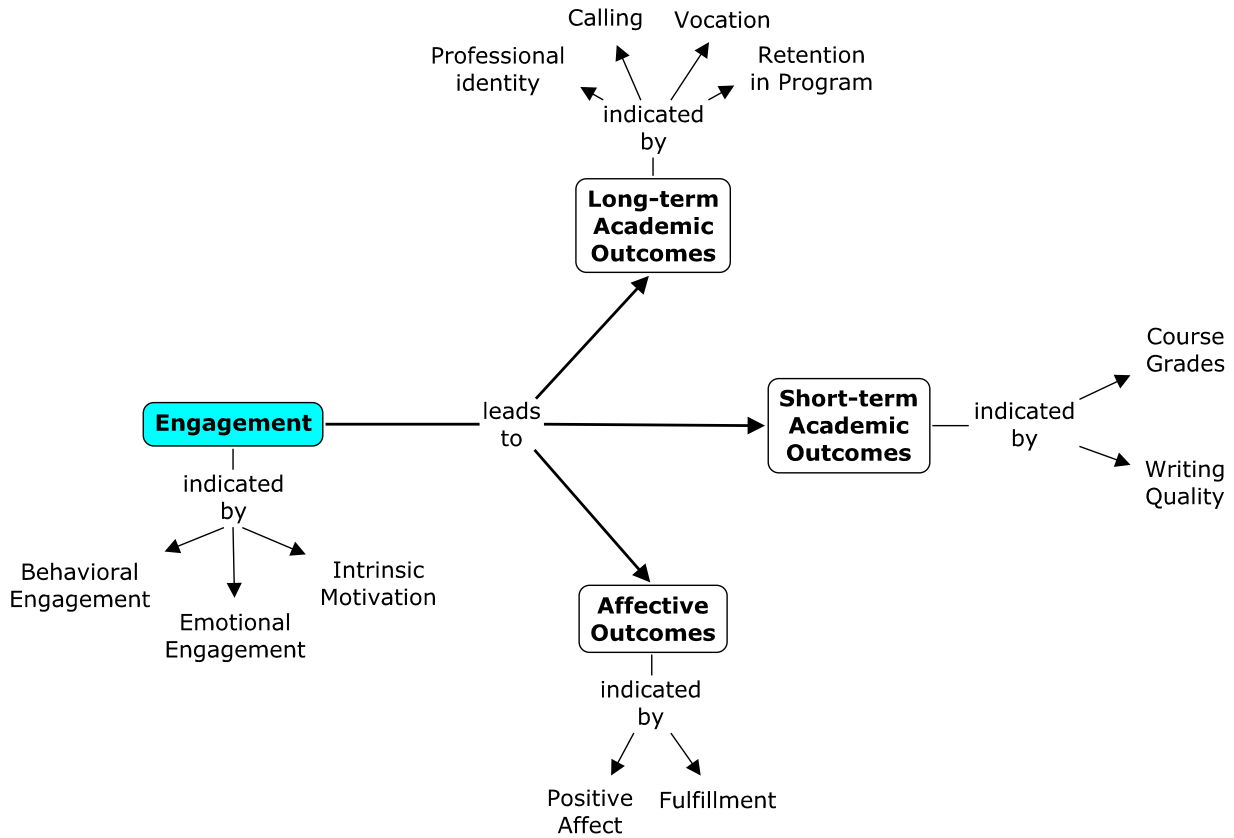 Calling
Vocation
Professional
identity
Retention
in Program
indicated
by
Long-term
Academic
Outcomes
leads
to
Engagement
indicated
by
Behavioral
Engagement
Emotional
Engagement
Intrinsic
Motivation
Short-term
Academic
Outcomes
indicated
by
Course
Grades
Writing
Quality
Affective
Outcomes
indicated
by
Positive
Affect
Fulfillment